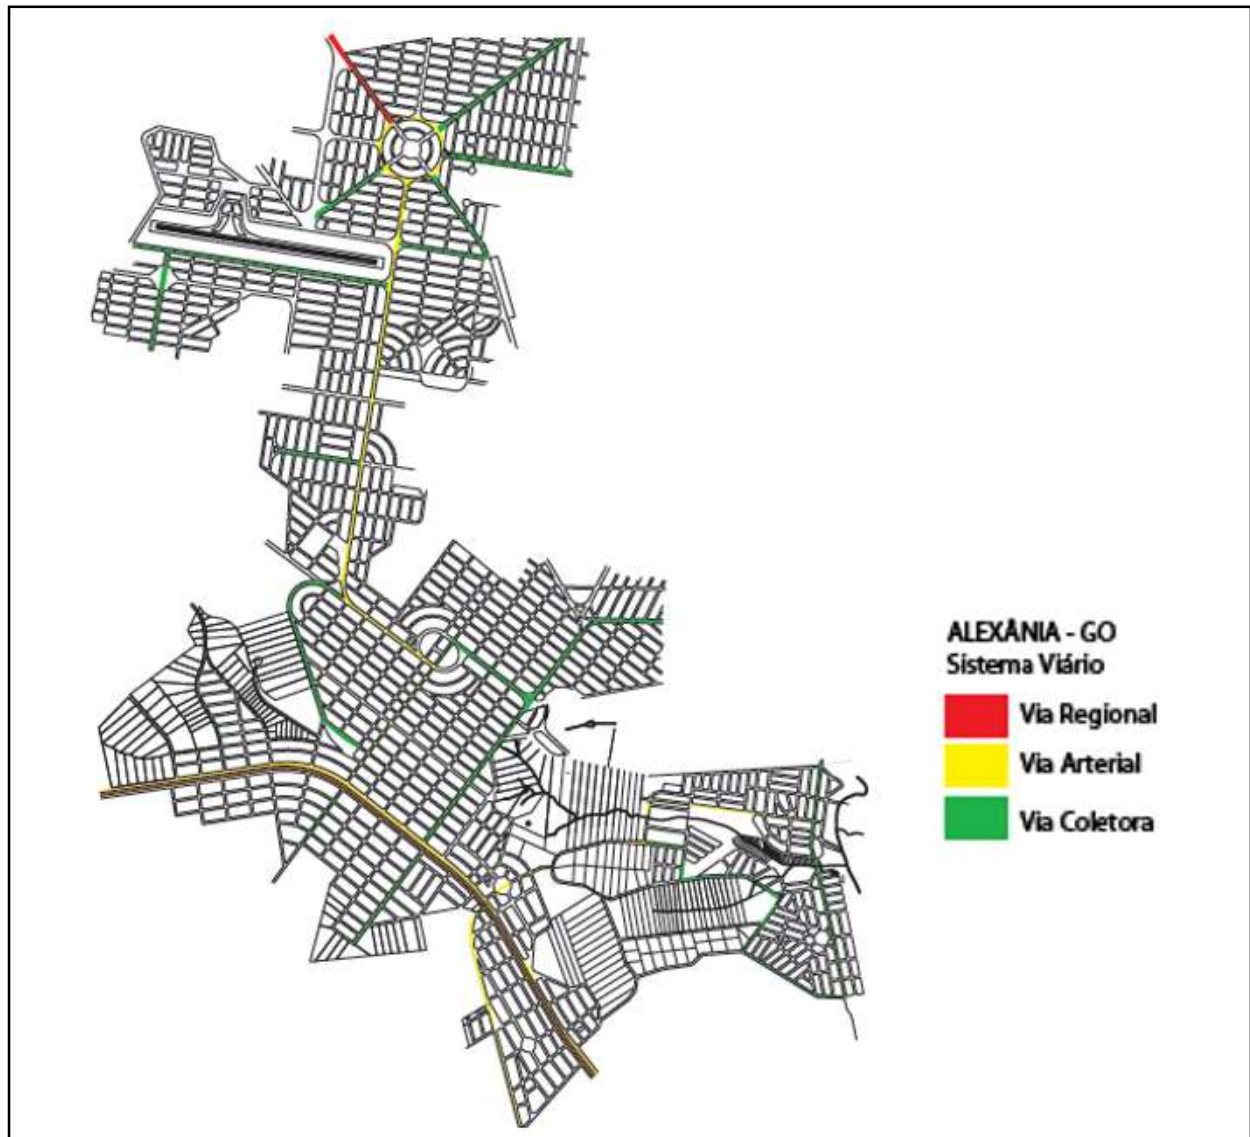 ALEXÂNIA - GO
Sistema Viário
Via Regional
Via Arterial
Via Coletora